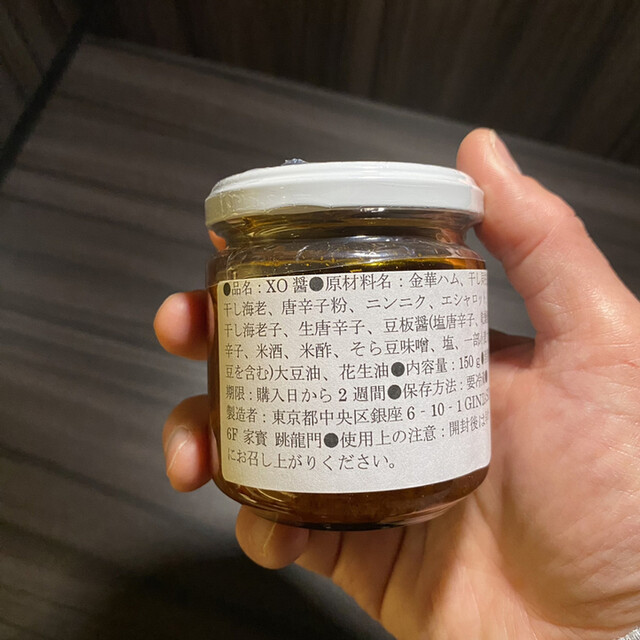 ●品名：XO 醤●原材料名：金華ハム、干し
干し海老、唐辛子粉、ニンニク、エシャロッ
干し海老子、生唐辛子、豆板醤(塩唐辛子、
辛子、米酒、米酢、そら豆味噌、塩、一部
豆を含む)大豆油、花生油●内容量：150g●
期限：購入日から 2 週間●保存方法：要冷
製造者：東京都中央区銀座 6 - 10 - 1 GINZA
6F 家寶 跳龍門●使用上の注意：開封後は
にお召し上がりください。